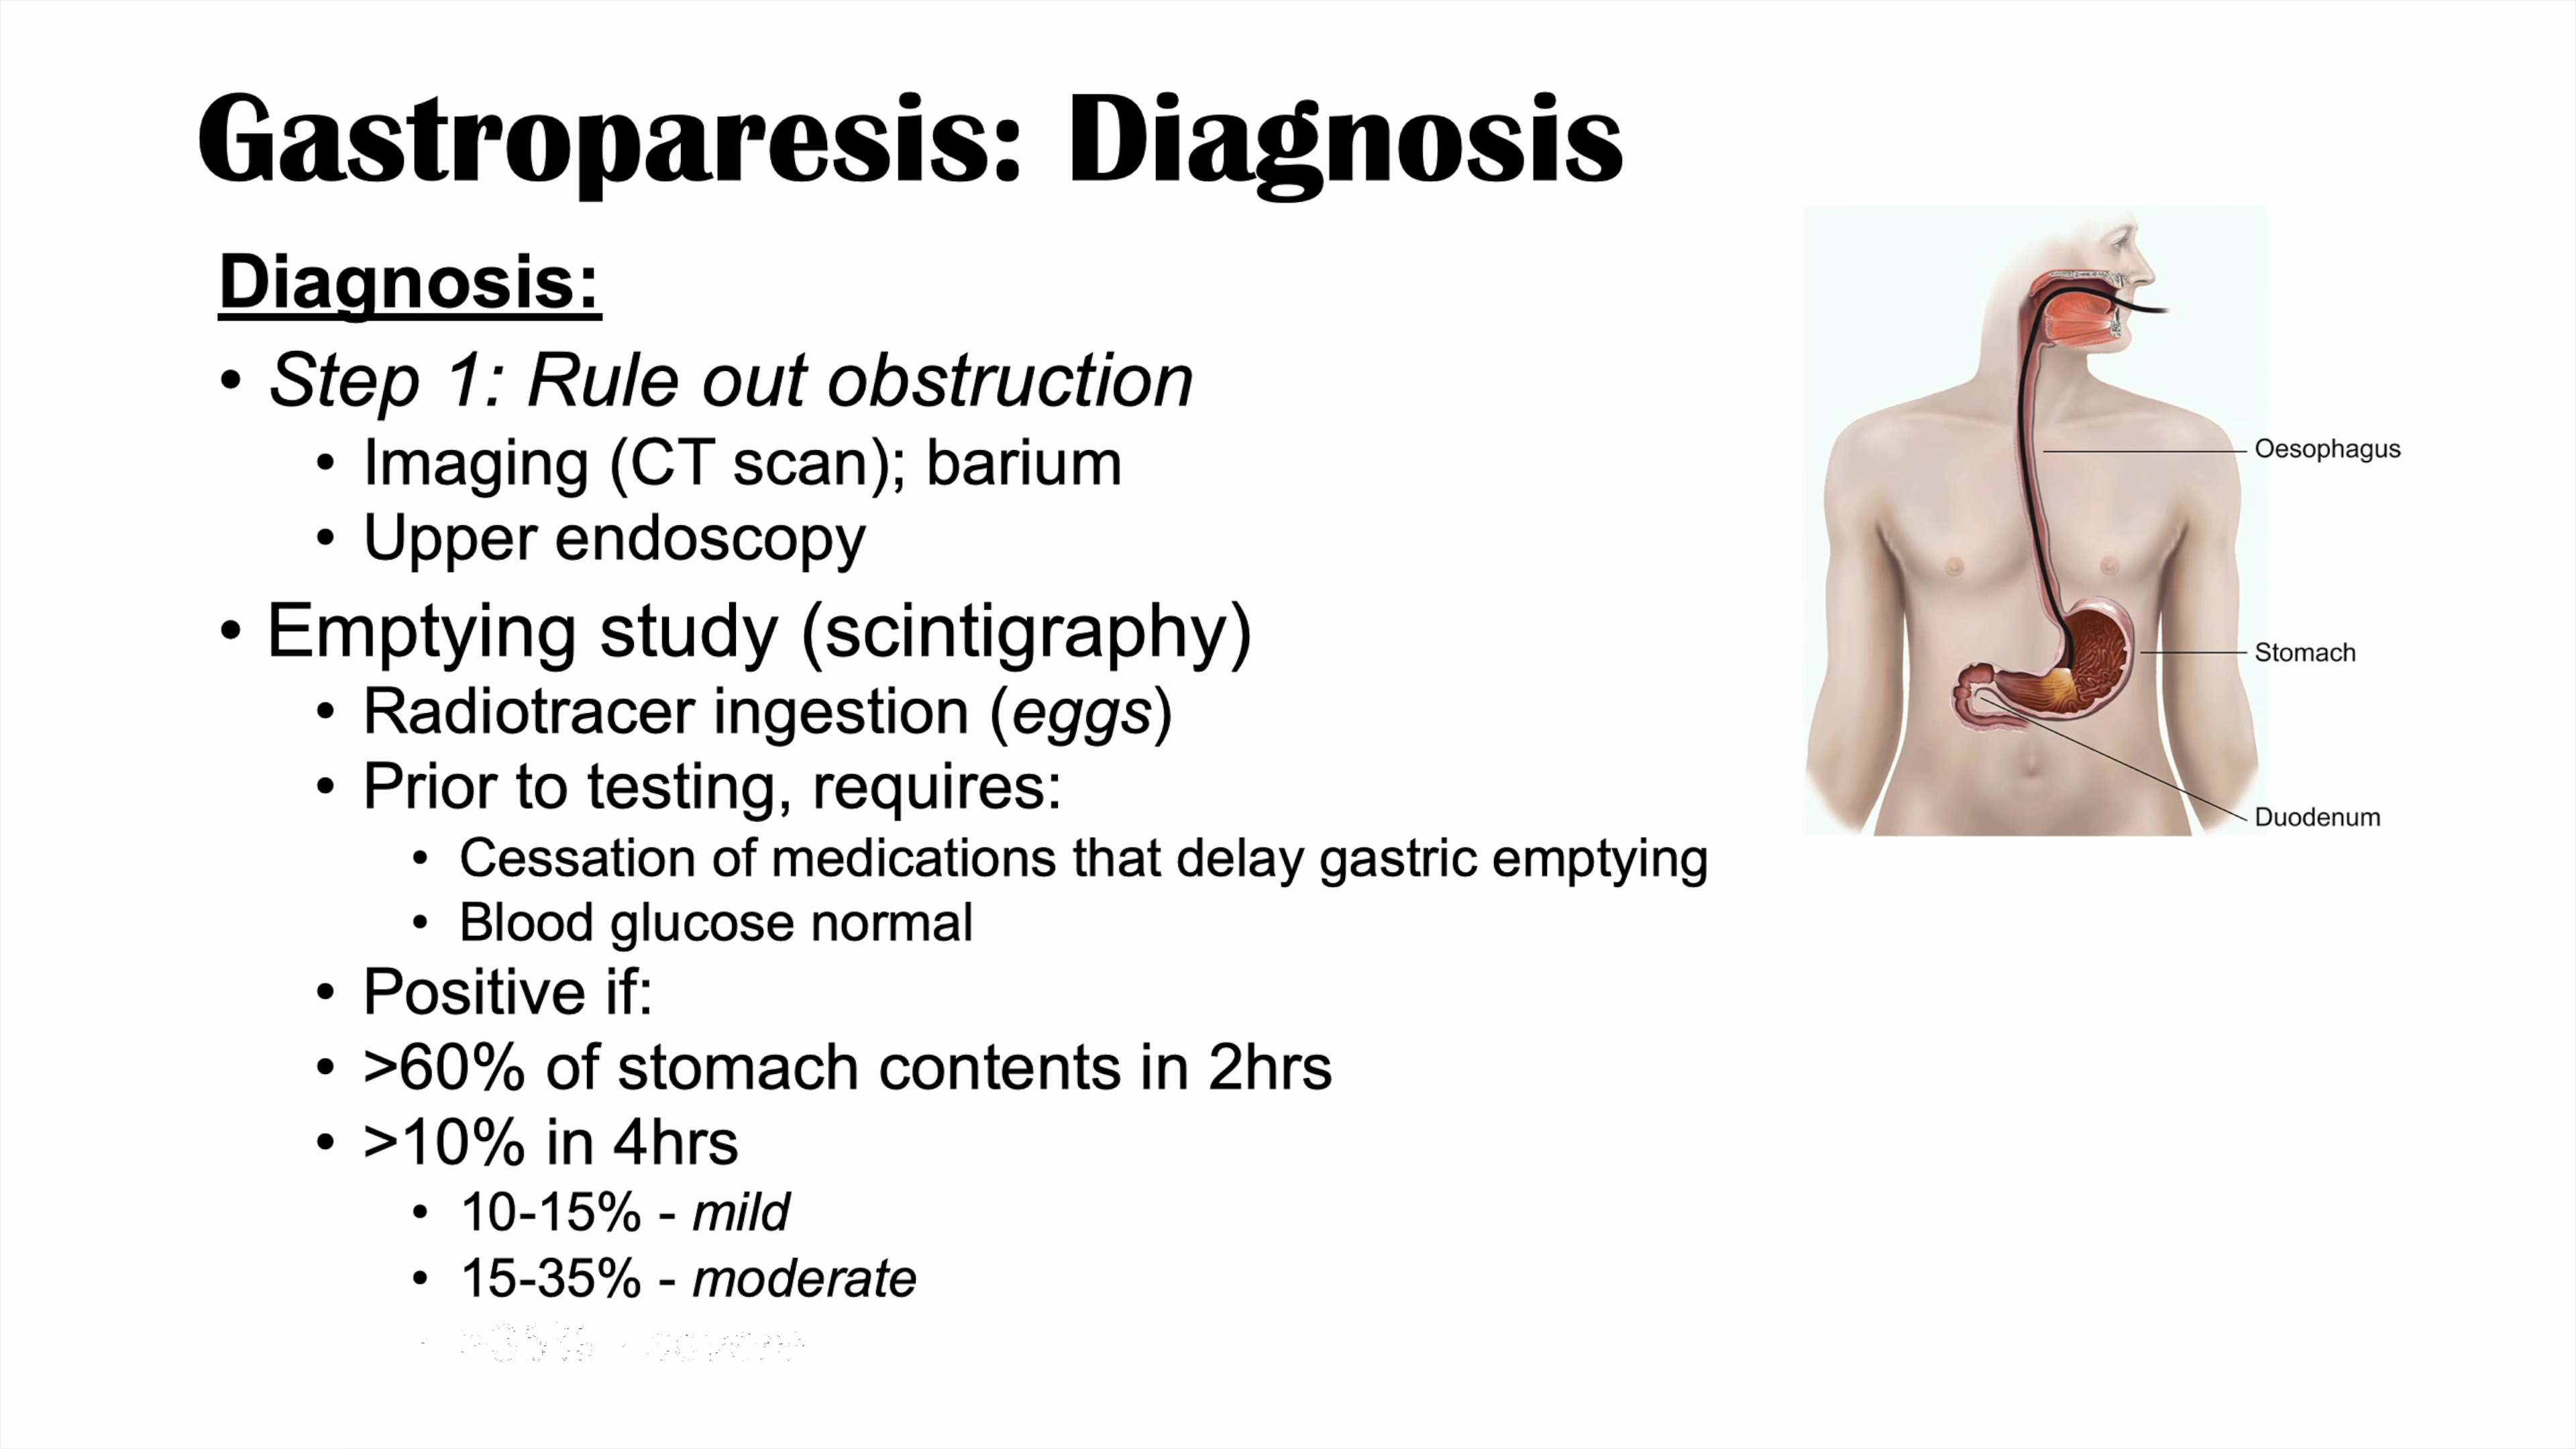 Gastroparesis: Diagnosis
Diagnosis:
• Step 1: Rule out obstruction
• Imaging (CT scan); barium
• Upper endoscopy
• Emptying study (scintigraphy)
• Radiotracer ingestion (eggs)
• Prior to testing, requires:
• Cessation of medications that delay gastric emptying
• Blood glucose normal
• Positive if:
• >60% of stomach contents in 2hrs
• >10% in 4hrs
• 10-15% - mild
• 15-35% - moderate
Oesophagus
Stomach
Duodenum